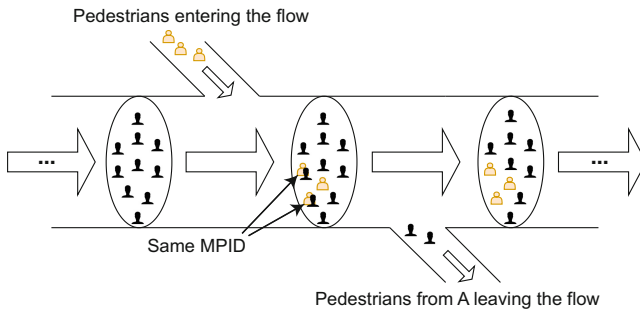 Pedestrians entering the flow
...
...
Same MPID
Pedestrians from A leaving the flow